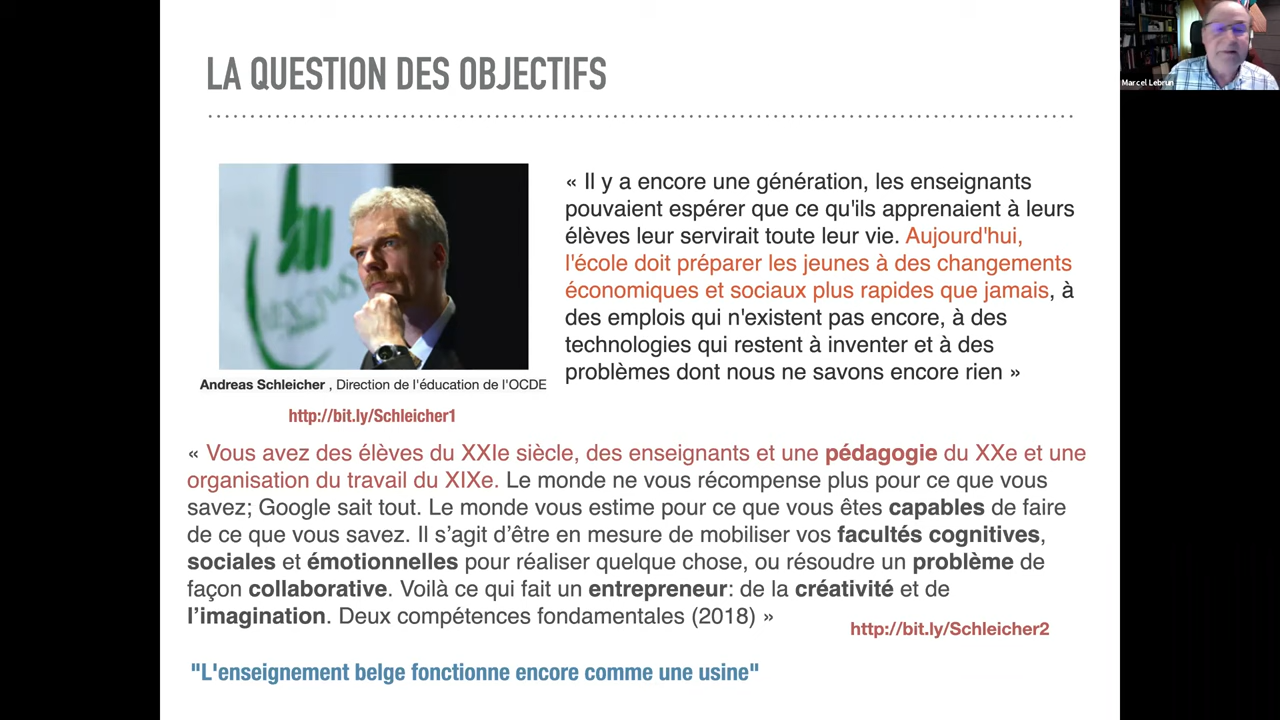 LA QUESTION DES OBJECTIFS
Marcel Lebrun
« Il y a encore une génération, les enseignants
pouvaient espérer que ce qu'ils apprenaient à leurs
élèves leur servirait toute leur vie. Aujourd'hui,
l'école doit préparer les jeunes à des changements
économiques et sociaux plus rapides que jamais, à
des emplois qui n'existent pas encore, à des
technologies qui restent à inventer et à des
problèmes dont nous ne savons encore rien »
Andreas Schleicher , Direction de l'éducation de l'OCDE
http://bit.ly/Schleicher1
« Vous avez des élèves du XXIe siècle, des enseignants et une pédagogie du XXe et une
organisation du travail du XIXe. Le monde ne vous récompense plus pour ce que vous
savez; Google sait tout. Le monde vous estime pour ce que vous êtes capables de faire
de ce que vous savez. Il s’agit d’être en mesure de mobiliser vos facultés cognitives,
sociales et émotionnelles pour réaliser quelque chose, ou résoudre un problème de
façon collaborative. Voilà ce qui fait un entrepreneur: de la créativité et de
l’imagination. Deux compétences fondamentales (2018) »
http://bit.ly/Schleicher2
"L'enseignement belge fonctionne encore comme une usine"